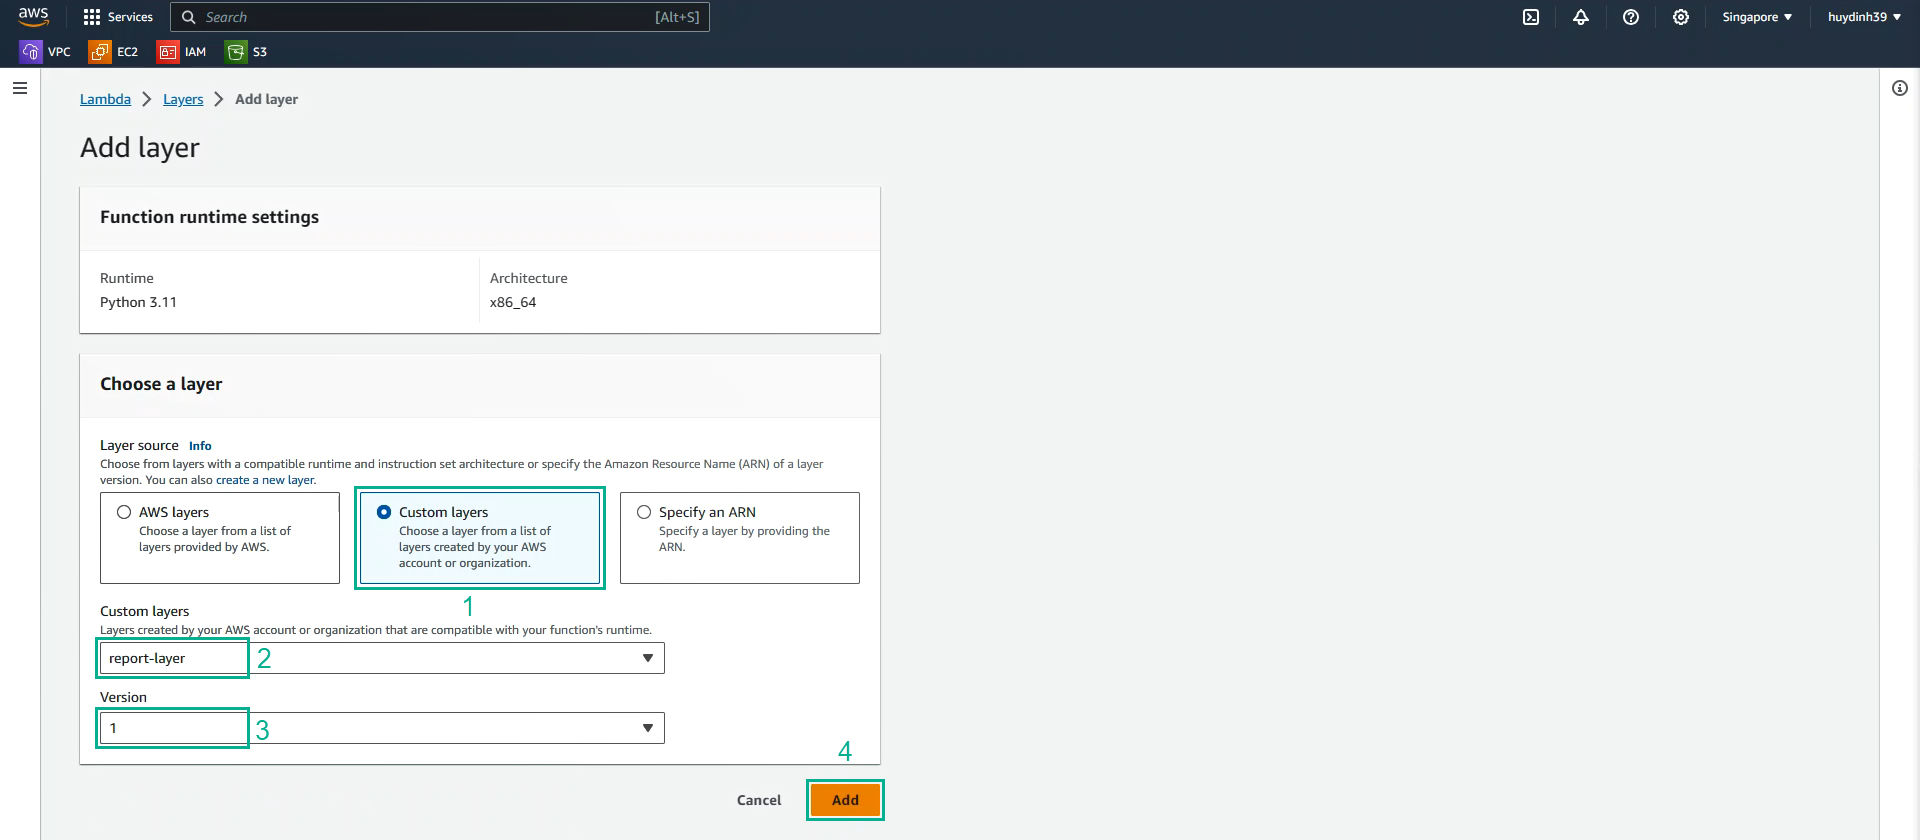 aws
Services
Search [Alt+S]
Singapore
huydinh39
VPC
EC2
IAM
S3
Lambda
Layers
Add layer
Add layer
Function runtime settings
Runtime
Python 3.11
Architecture
x86_64
Choose a layer
Layer source Info
Choose from layers with a compatible runtime and instruction set architecture or specify the Amazon Resource Name (ARN) of a layer
version. You can also create a new layer.
AWS layers
Choose a layer from a list of
layers provided by AWS.
Custom layers
Choose a layer from a list of
layers created by your AWS
account or organization.
Specify an ARN
Specify a layer by providing the
ARN.
1
Custom layers
Layers created by your AWS account or organization that are compatible with your function's runtime.
report-layer
2
Version
1
3
4
Cancel
Add